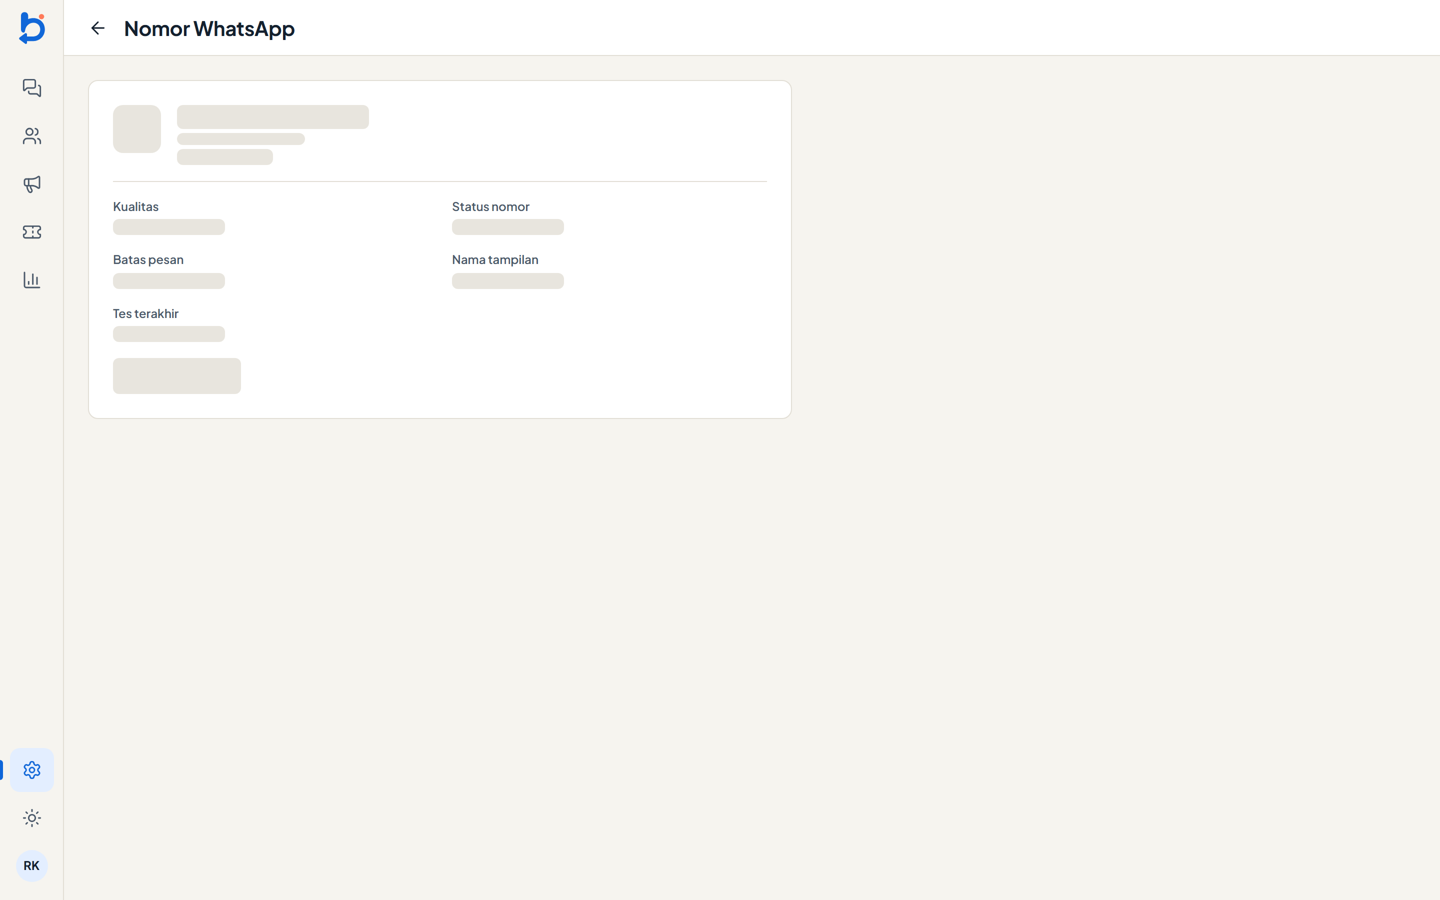 Nomor WhatsApp
Kualitas
Status nomor
Batas pesan
Nama tampilan
Tes terakhir
RK